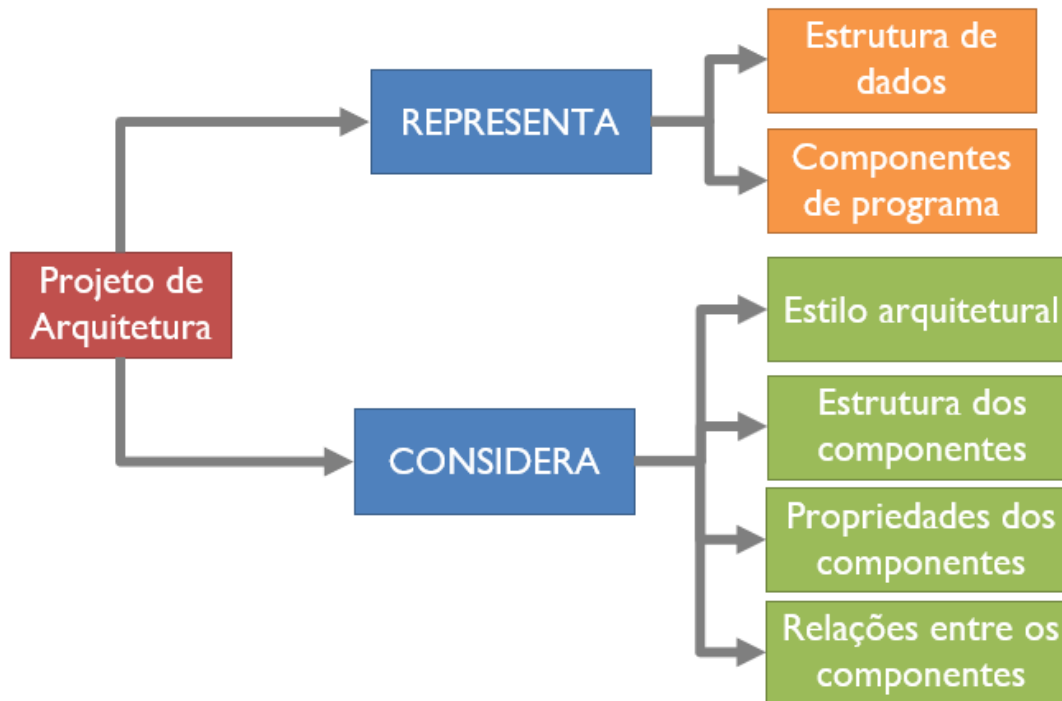 Estrutura de
dados
REPRESENTA
Componentes
de programa
Projeto de
Arquitetura
Estilo arquitetural
Estrutura dos
componentes
CONSIDERA
Propriedades dos
componentes
Relações entre os
componentes